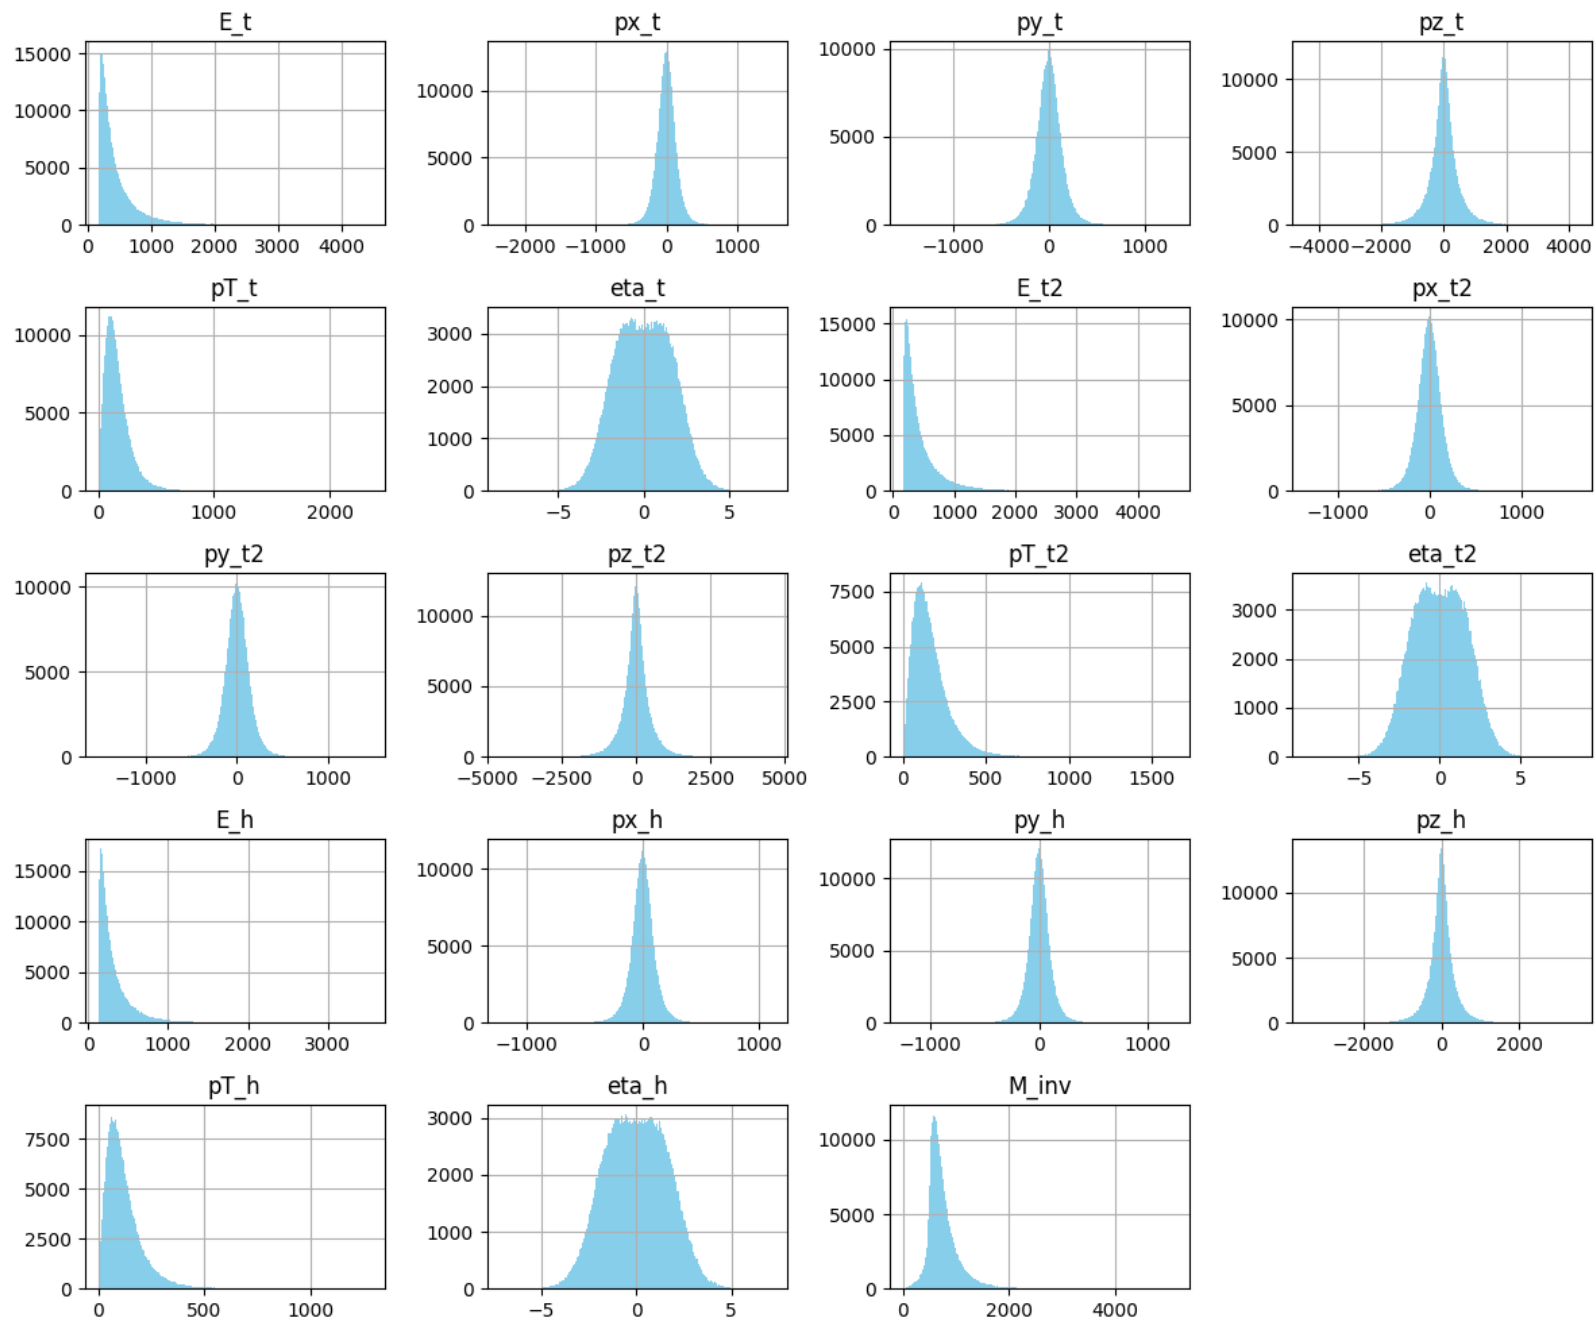 E_t px_t py_t pz_t
15000 10000 5000 0
10000 5000 0
10000 5000 0
10000 5000 0
0 1000 2000 3000 4000
−2000 −1000 0 1000
−1000 0 1000
−4000 −2000 0 2000 4000
pT_t eta_t E_t2 px_t2
10000 5000 0
3000 2000 1000 0
15000 10000 5000 0
10000 5000 0
0 1000 2000
−5 0 5
0 1000 2000 3000 4000
−1000 0 1000
py_t2 pz_t2 pT_t2 eta_t2
10000 5000 0
10000 5000 0
7500 5000 2500 0
3000 2000 1000 0
−1000 0 1000
−5000 −2500 0 2500 5000
0 500 1000 1500
−5 0 5
E_h px_h py_h pz_h
15000 10000 5000 0
10000 5000 0
10000 5000 0
10000 5000 0
0 1000 2000 3000
−1000 0 1000
−1000 0 1000
−2000 0 2000
pT_h eta_h M_inv
7500 5000 2500 0
3000 2000 1000 0
10000 5000 0
0 500 1000
−5 0 5
0 2000 4000